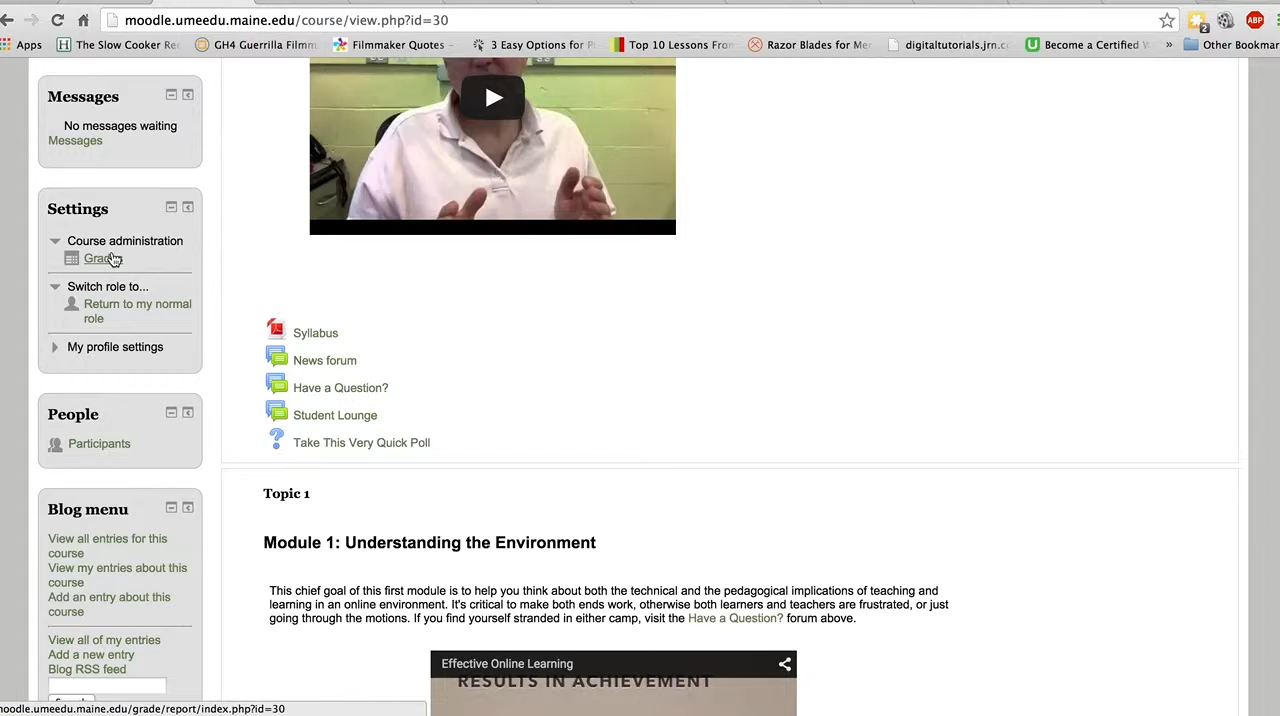 moodle.umeedu.maine.edu/course/view.php?id=30
2
ABP
Apps
The Slow Cooker Re
GH4 Guerrilla Filmm
Filmmaker Quotes -
3 Easy Options for P
Top 10 Lessons From
Razor Blades for Me
digitaltutorials.jrn.c
Become a Certified
»
Other Bookmar
Messages
No messages waiting
Messages
Settings
Course administration
Switch role to...
Return to my normal
role
My profile settings
People
Participants
Blog menu
View all entries for this
course
View my entries about this
course
Add an entry about this
course
View all of my entries
Add a new entry
Blog RSS feed
Syllabus
News forum
Have a Question?
Student Lounge
Take This Very Quick Poll
Topic 1
Module 1: Understanding the Environment
This chief goal of this first module is to help you think about both the technical and the pedagogical implications of teaching and
learning in an online environment. It's critical to make both ends work, otherwise both learners and teachers are frustrated, or just
going through the motions. If you find yourself stranded in either camp, visit the Have a Question? forum above.
Effective Online Learning
RESULTS IN ACHIEVEMENT
moodle.umeedu.maine.edu/grade/report/index.php?id=30